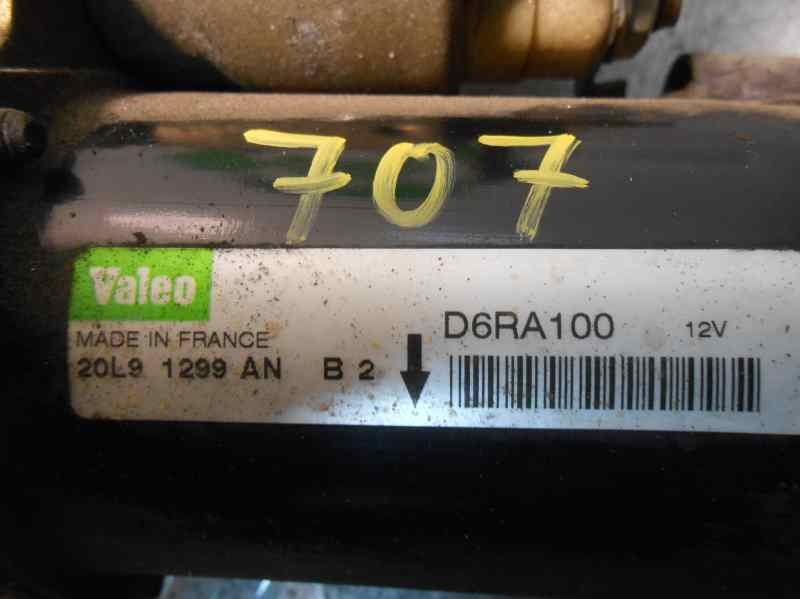 707
Valeo
MADE IN FRANCE
20L9 1299 AN B 2
D6RA100 12V